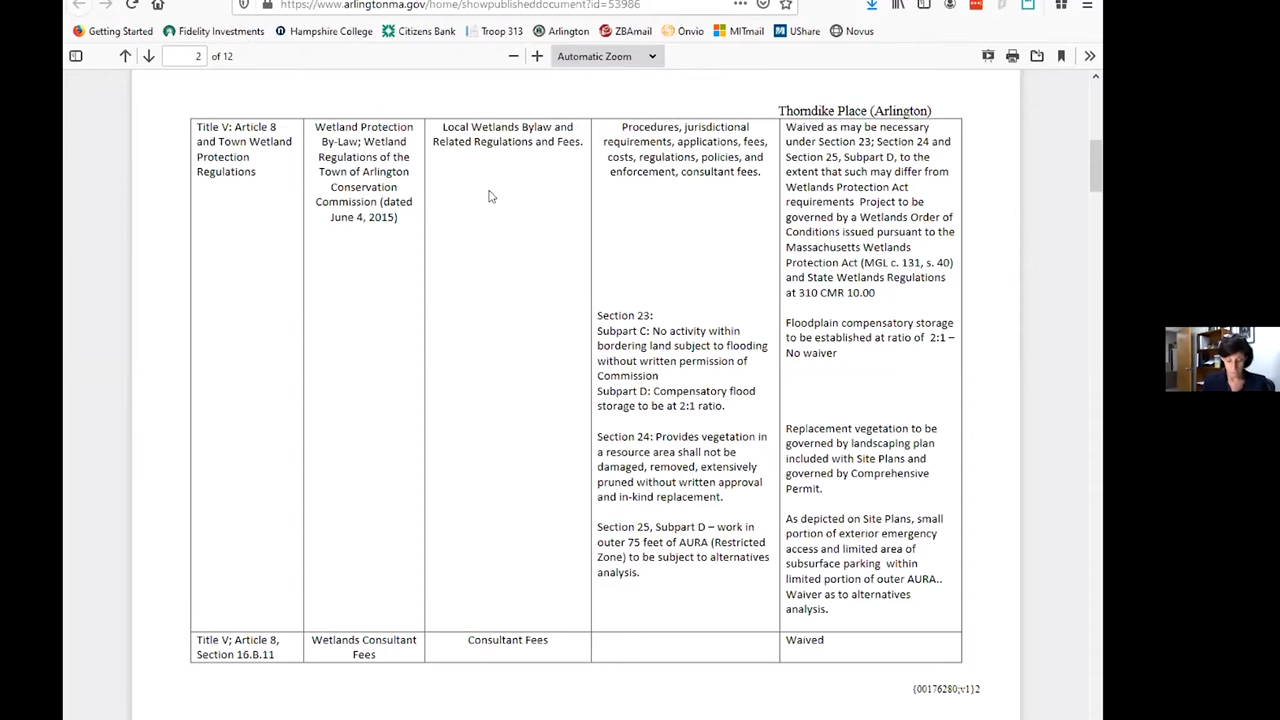 https://www.arlingtonma.gov/home/showpublisheddocument?id=53986
Getting Started
Fidelity Investments
Hampshire College
Citizens Bank
Troop 313
Arlington
ZBAmail
Onvio
MITmail
UShare
Novus
2 of 12
Automatic Zoom
Thorndike Place (Arlington)
Title V: Article 8
and Town Wetland
Protection
Regulations
Wetland Protection
By-Law; Wetland
Regulations of the
Town of Arlington
Conservation
Commission (dated
June 4, 2015)
Local Wetlands Bylaw and
Related Regulations and Fees.
Procedures, jurisdictional
requirements, applications, fees,
costs, regulations, policies, and
enforcement, consultant fees.
Section 23:
Subpart C: No activity within
bordering land subject to flooding
without written permission of
Commission
Subpart D: Compensatory flood
storage to be at 2:1 ratio.
Section 24: Provides vegetation in
a resource area shall not be
damaged, removed, extensively
pruned without written approval
and in-kind replacement.
Section 25, Subpart D – work in
outer 75 feet of AURA (Restricted
Zone) to be subject to alternatives
analysis.
Waived as may be necessary
under Section 23; Section 24 and
Section 25, Subpart D, to the
extent that such may differ from
Wetlands Protection Act
requirements Project to be
governed by a Wetlands Order of
Conditions issued pursuant to the
Massachusetts Wetlands
Protection Act (MGL c. 131, s. 40)
and State Wetlands Regulations
at 310 CMR 10.00
Floodplain compensatory storage
to be established at ratio of 2:1 –
No waiver
Replacement vegetation to be
governed by landscaping plan
included with Site Plans and
governed by Comprehensive
Permit.
As depicted on Site Plans, small
portion of exterior emergency
access and limited area of
subsurface parking within
limited portion of outer AURA..
Waiver as to alternatives
analysis.
Title V; Article 8,
Section 16.B.11
Wetlands Consultant
Fees
Consultant Fees
Waived
{00176280;v1}2